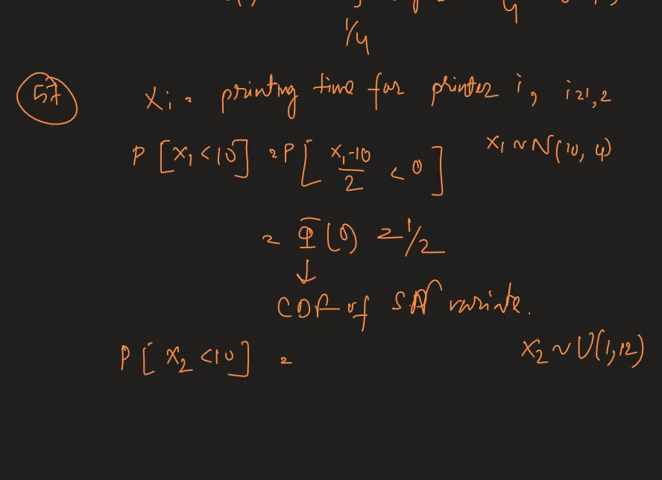 1/4
57 Xi = printing time for printer i, i=1,2
P[X1<10] = P[X1-10/2 < 0] X1~N(10, 4)
= Φ(0) = 1/2
↓
CDF of SN variate.
P[X2<10] = X2~U(1,12)